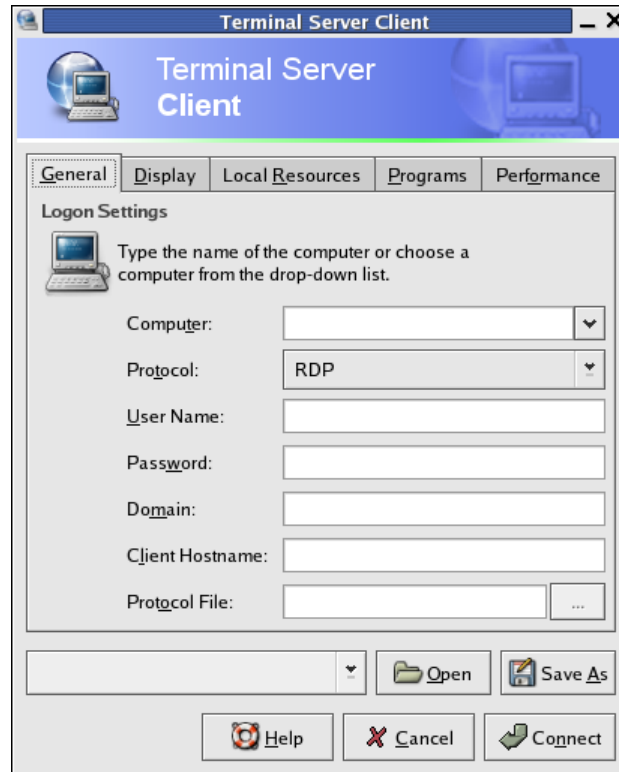 Terminal Server Client
Terminal Server
Client
General Display Local Resources Programs Performance
Logon Settings
Type the name of the computer or choose a
computer from the drop-down list.
Computer:
Protocol: RDP
User Name:
Password:
Domain:
Client Hostname:
Protocol File: ...
Open Save As
Help Cancel Connect